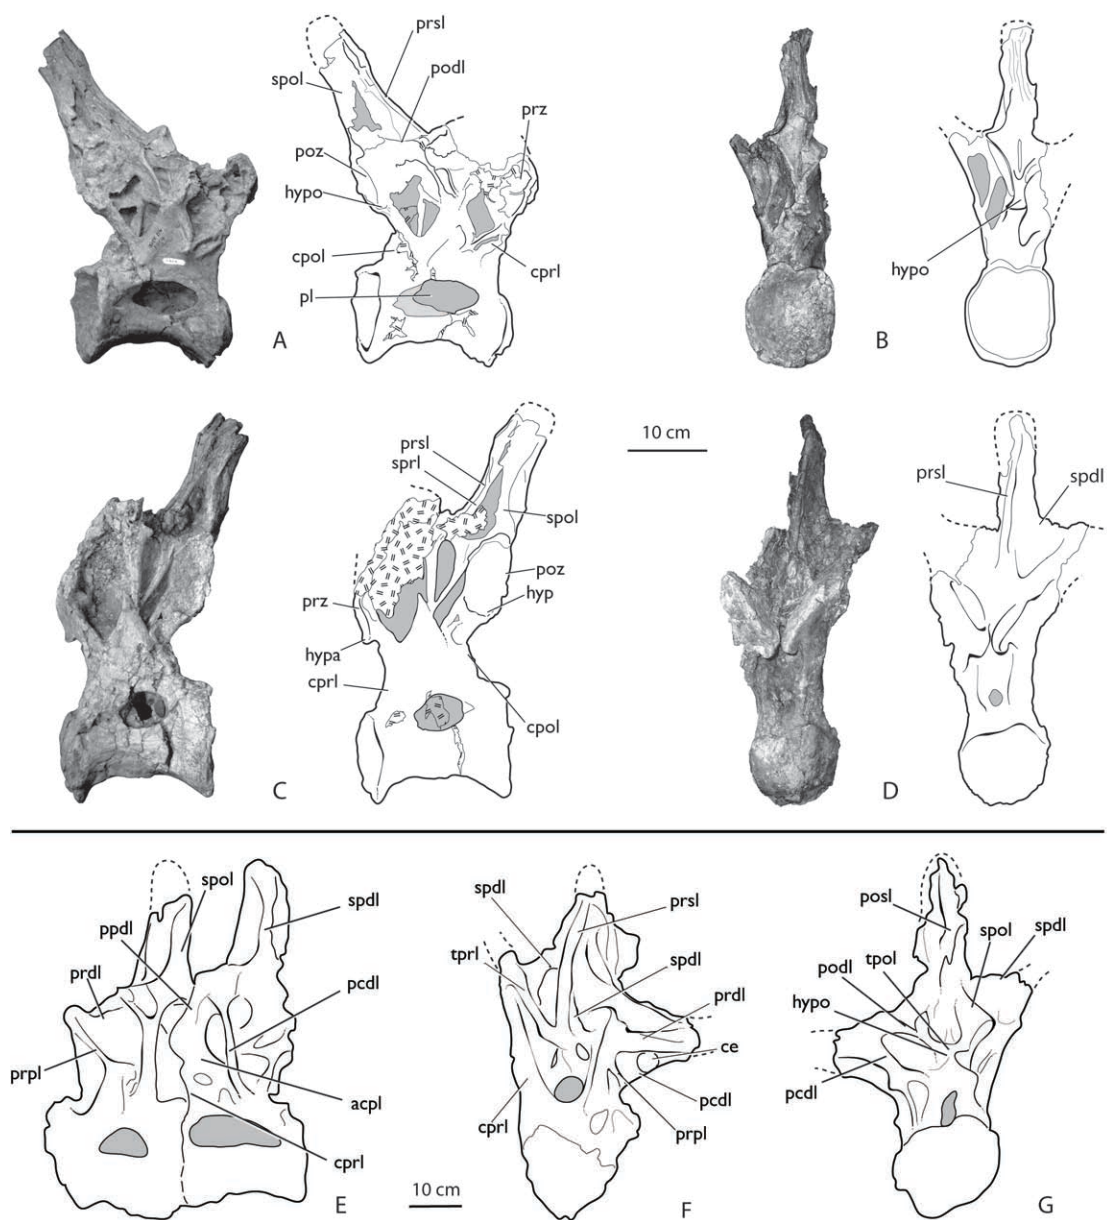 prsl
podl
spol
prz
poz
hypo
cpol
cprl
pl
A
hypo
B
10 cm
prsl
sprl
spol
poz
prz
hyp
hypa
cprl
cpol
C
prsl
spdl
D
spol
ppdl
spdl
prdl
pcdl
prpl
acpl
cprl
E
10 cm
spdl
prsl
tprl
spdl
prdl
ce
pcdl
cprl
prpl
F
posl
spol
spdl
tpol
podl
hypo
pcdl
G